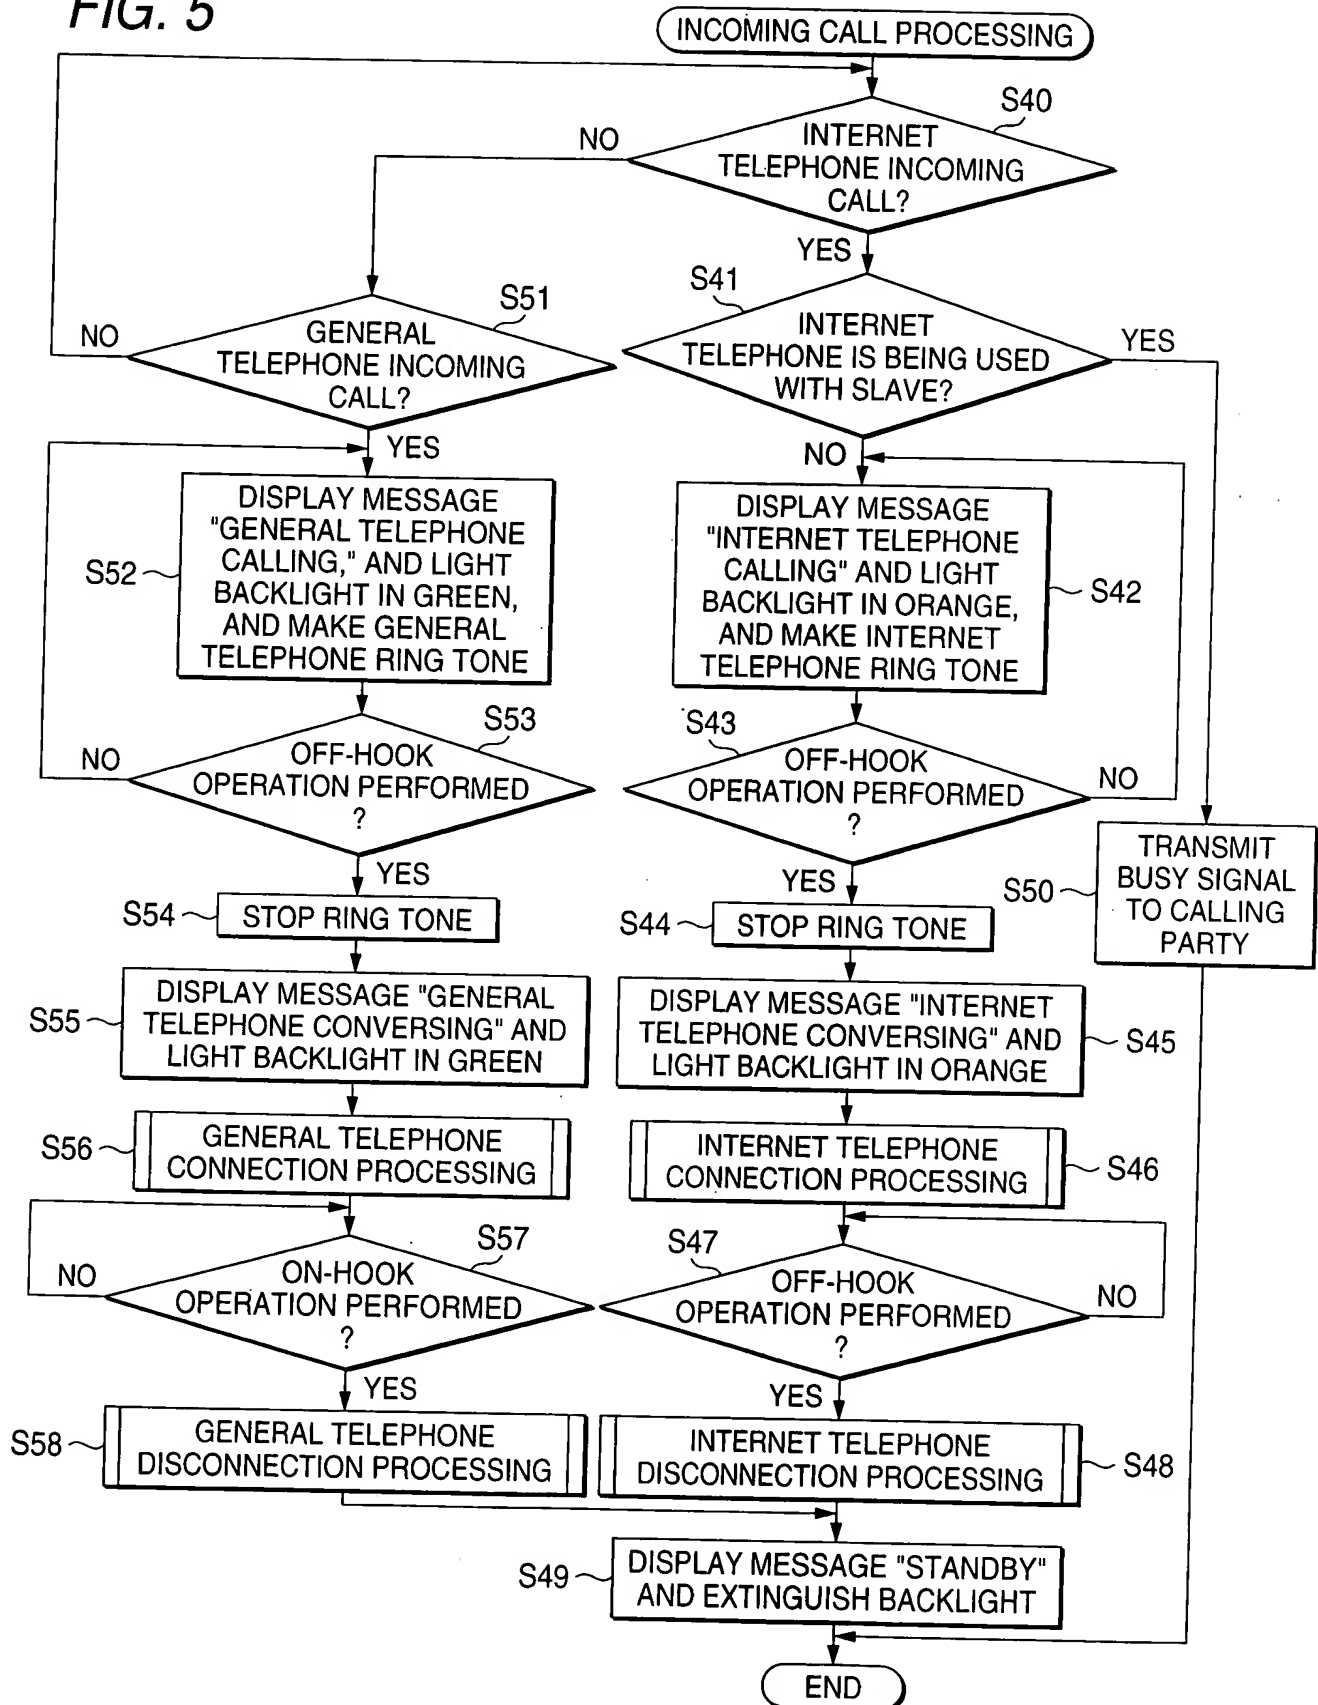 FIG. 5
INCOMING CALL PROCESSING
S40
INTERNET
TELEPHONE INCOMING
CALL?
NO
YES
S51
GENERAL
TELEPHONE INCOMING
CALL?
NO
YES
S41
INTERNET
TELEPHONE IS BEING USED
WITH SLAVE?
YES
NO
S52
DISPLAY MESSAGE
"GENERAL TELEPHONE
CALLING," AND LIGHT
BACKLIGHT IN GREEN,
AND MAKE GENERAL
TELEPHONE RING TONE
S42
DISPLAY MESSAGE
"INTERNET TELEPHONE
CALLING" AND LIGHT
BACKLIGHT IN ORANGE,
AND MAKE INTERNET
TELEPHONE RING TONE
S53
OFF-HOOK
OPERATION PERFORMED
?
NO
YES
S43
OFF-HOOK
OPERATION PERFORMED
?
NO
YES
S50
TRANSMIT
BUSY SIGNAL
TO CALLING
PARTY
S54
STOP RING TONE
S44
STOP RING TONE
S55
DISPLAY MESSAGE "GENERAL
TELEPHONE CONVERSING" AND
LIGHT BACKLIGHT IN GREEN
S45
DISPLAY MESSAGE "INTERNET
TELEPHONE CONVERSING" AND
LIGHT BACKLIGHT IN ORANGE
S56
GENERAL TELEPHONE
CONNECTION PROCESSING
S46
INTERNET TELEPHONE
CONNECTION PROCESSING
S57
ON-HOOK
OPERATION PERFORMED
?
NO
YES
S47
OFF-HOOK
OPERATION PERFORMED
?
NO
YES
S58
GENERAL TELEPHONE
DISCONNECTION PROCESSING
S48
INTERNET TELEPHONE
DISCONNECTION PROCESSING
S49
DISPLAY MESSAGE "STANDBY"
AND EXTINGUISH BACKLIGHT
END